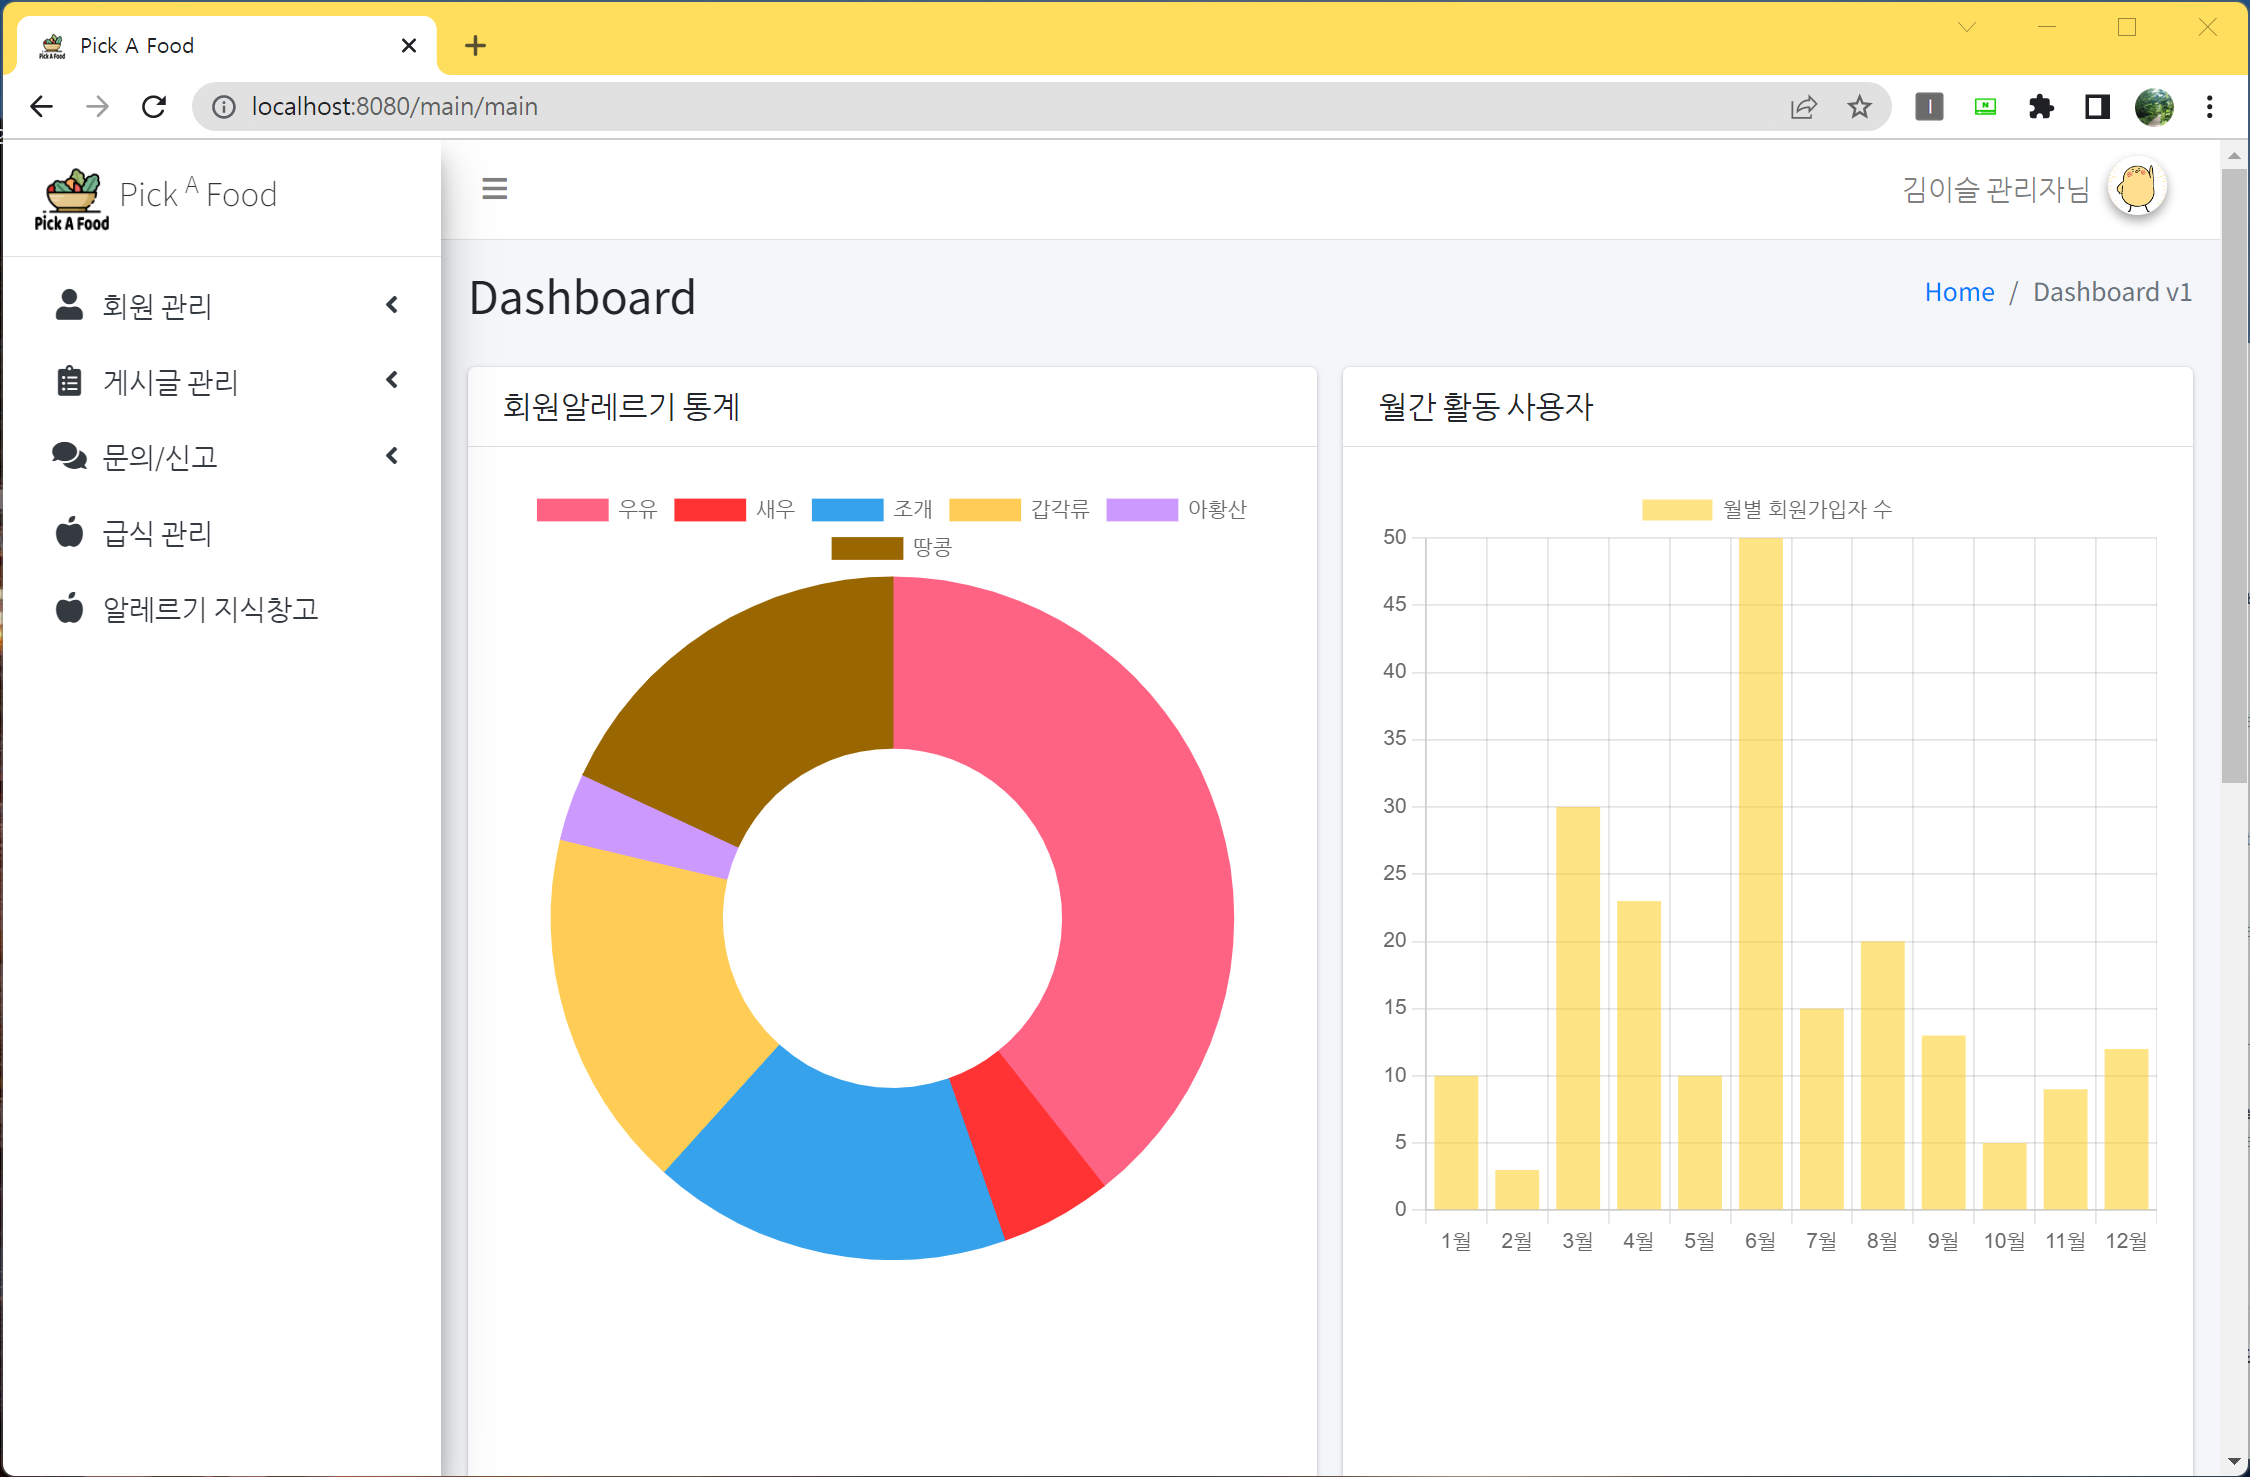 Pick A Food
localhost:8080/main/main
Pick A Food
Pick A Food
김이슬 관리자님
회원 관리
게시글 관리
문의/신고
급식 관리
알레르기 지식창고
Dashboard
Home / Dashboard v1
회원알레르기 통계
우유 새우 조개 갑각류 아황산
땅콩
월간 활동 사용자
월별 회원가입자 수
50
45
40
35
30
25
20
15
10
5
0
1월 2월 3월 4월 5월 6월 7월 8월 9월 10월 11월 12월